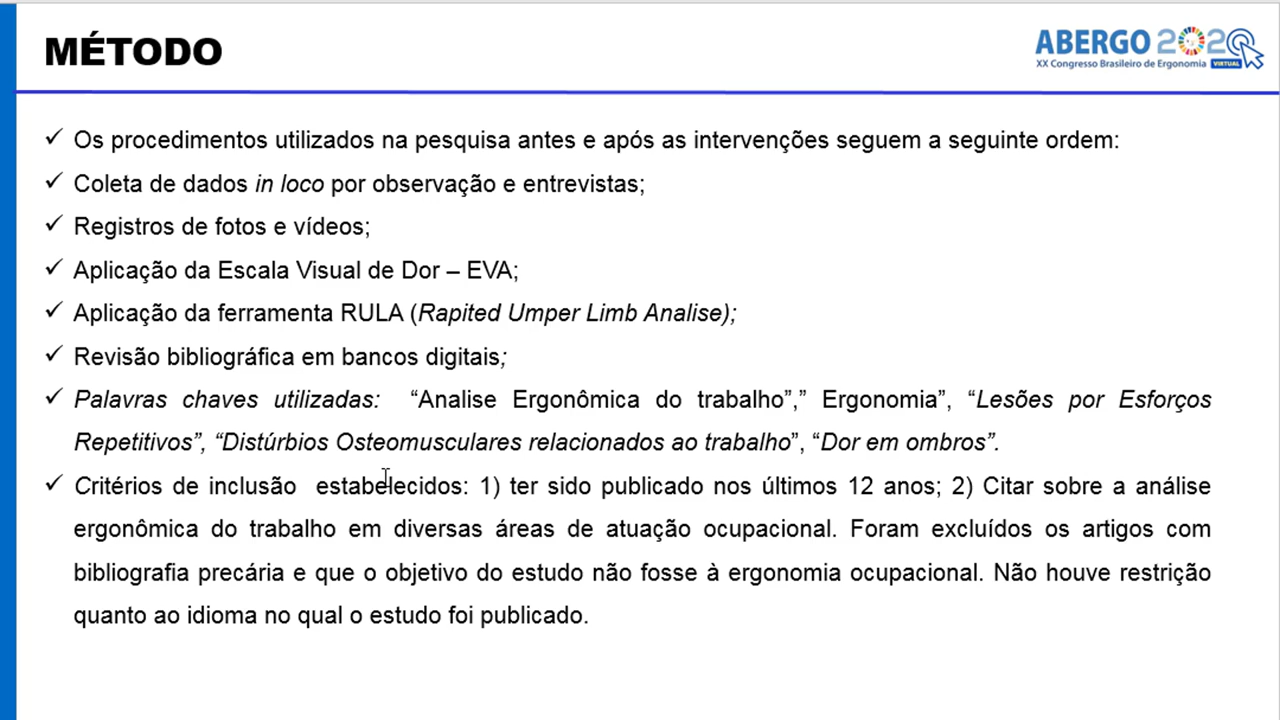 MÉTODO
ABERGO 2020
XX Congresso Brasileiro de Ergonomia VIRTUAL
✓ Os procedimentos utilizados na pesquisa antes e após as intervenções seguem a seguinte ordem:
✓ Coleta de dados in loco por observação e entrevistas;
✓ Registros de fotos e vídeos;
✓ Aplicação da Escala Visual de Dor – EVA;
✓ Aplicação da ferramenta RULA (Rapited Umper Limb Analise);
✓ Revisão bibliográfica em bancos digitais;
✓ Palavras chaves utilizadas: “Analise Ergonômica do trabalho”,” Ergonomia”, “Lesões por Esforços
Repetitivos”, “Distúrbios Osteomusculares relacionados ao trabalho”, “Dor em ombros”.
✓ Critérios de inclusão estabelecidos: 1) ter sido publicado nos últimos 12 anos; 2) Citar sobre a análise
ergonômica do trabalho em diversas áreas de atuação ocupacional. Foram excluídos os artigos com
bibliografia precária e que o objetivo do estudo não fosse à ergonomia ocupacional. Não houve restrição
quanto ao idioma no qual o estudo foi publicado.